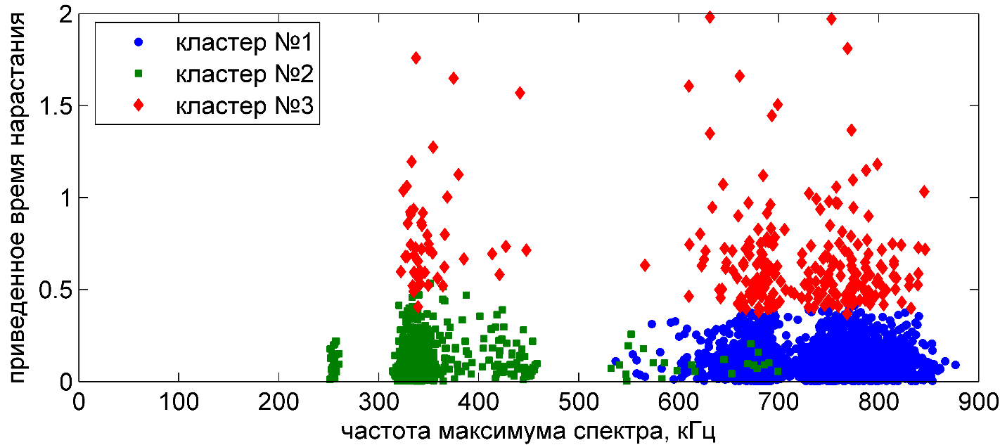 приведенное время нарастания
2
1.5
1
0.5
0
кластер №1
кластер №2
кластер №3
0 100 200 300 400 500 600 700 800 900
частота максимума спектра, кГц